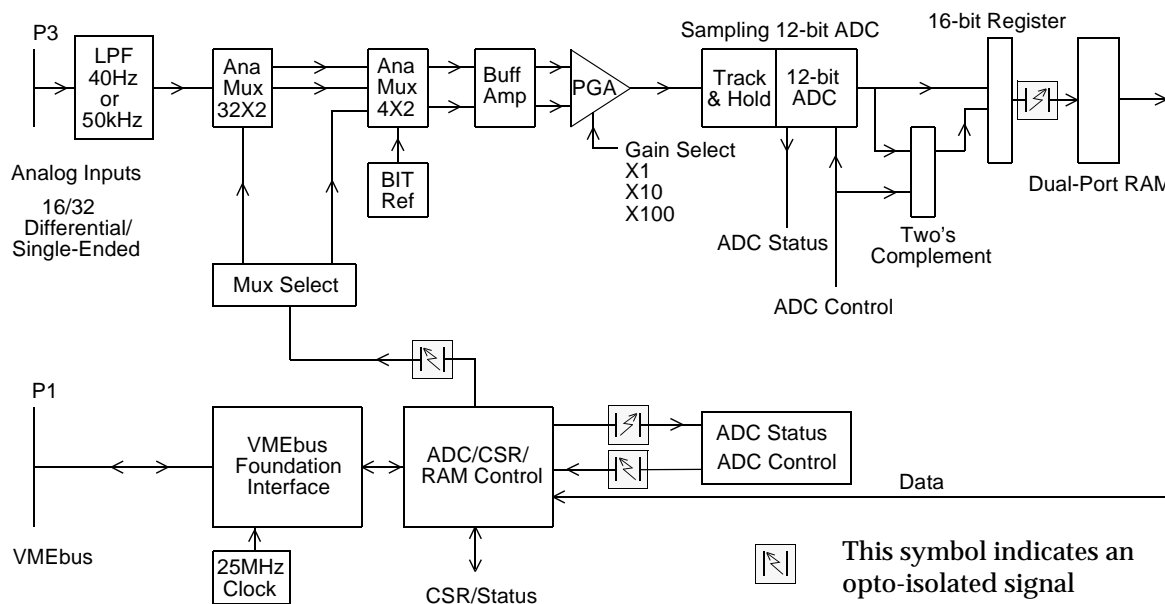 P3
LPF
40Hz
or
50kHz
Ana
Mux
32X2
Ana
Mux
4X2
Buff
Amp
PGA
Sampling 12-bit ADC
Track
& Hold
12-bit
ADC
16-bit Register
Analog Inputs
16/32
Differential/
Single-Ended
BIT
Ref
Gain Select
X1
X10
X100
Dual-Port RAM
ADC Status
Two's
Complement
Mux Select
ADC Control
P1
VMEbus
Foundation
Interface
ADC/CSR/
RAM Control
ADC Status
ADC Control
Data
VMEbus
25MHz
Clock
CSR/Status
This symbol indicates an
opto-isolated signal